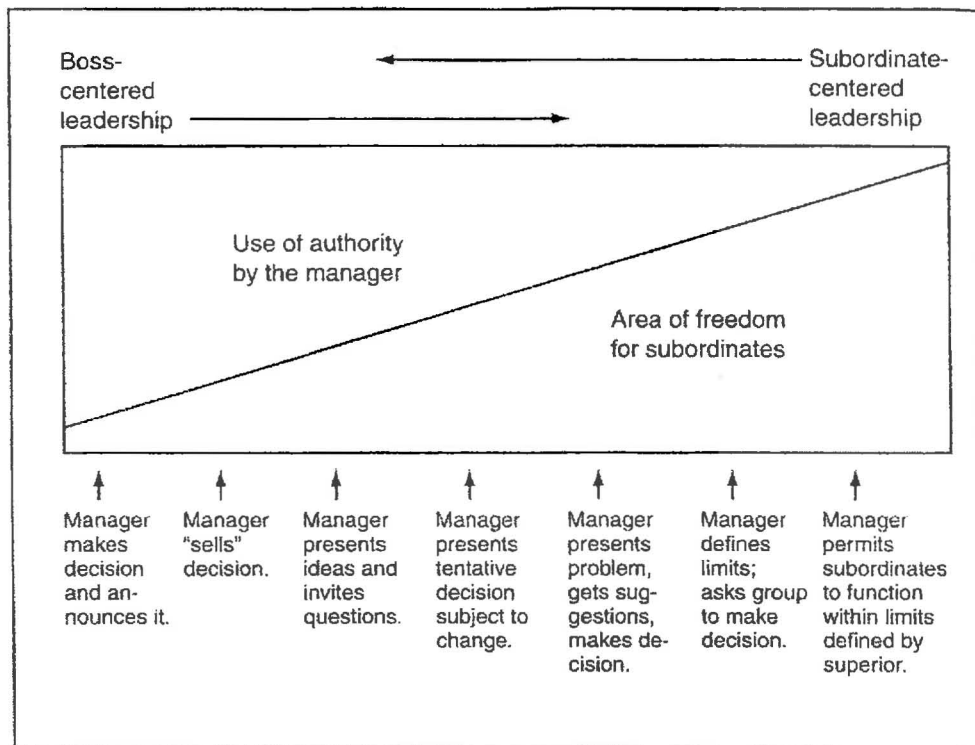 Boss-
centered
leadership
Subordinate-
centered
leadership
Use of authority
by the manager
Area of freedom
for subordinates
Manager
makes
decision
and an-
nounces it.
Manager
"sells"
decision.
Manager
presents
ideas and
invites
questions.
Manager
presents
tentative
decision
subject to
change.
Manager
presents
problem,
gets sug-
gestions,
makes de-
cision.
Manager
defines
limits;
asks group
to make
decision.
Manager
permits
subordinates
to function
within limits
defined by
superior.